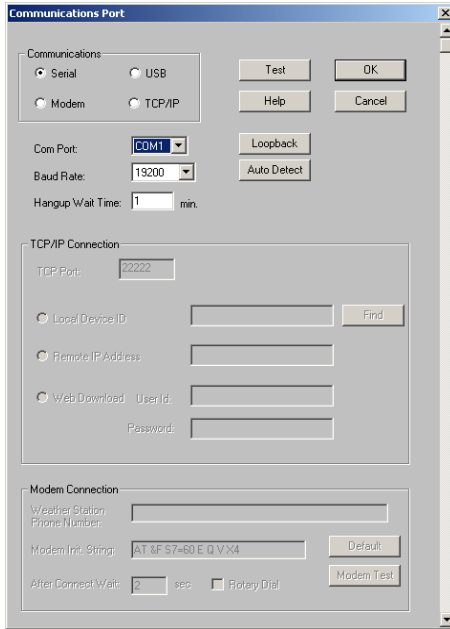 Communications Port
Communications
Serial
USB
Modem
TCP/IP
Test
OK
Help
Cancel
Com Port:
COM1
Loopback
Baud Rate:
19200
Auto Detect
Hangup Wait Time:
1
min.
TCP/IP Connection
TCP Port:
22222
Local Device ID
Find
Remote IP Address
Web Download
User Id:
Password:
Modem Connection
Weather Station
Phone Number:
Modem Init. String:
AT &F S7=60 E Q V X4
Default
After Connect Wait:
2
sec
Rotary Dial
Modem Test